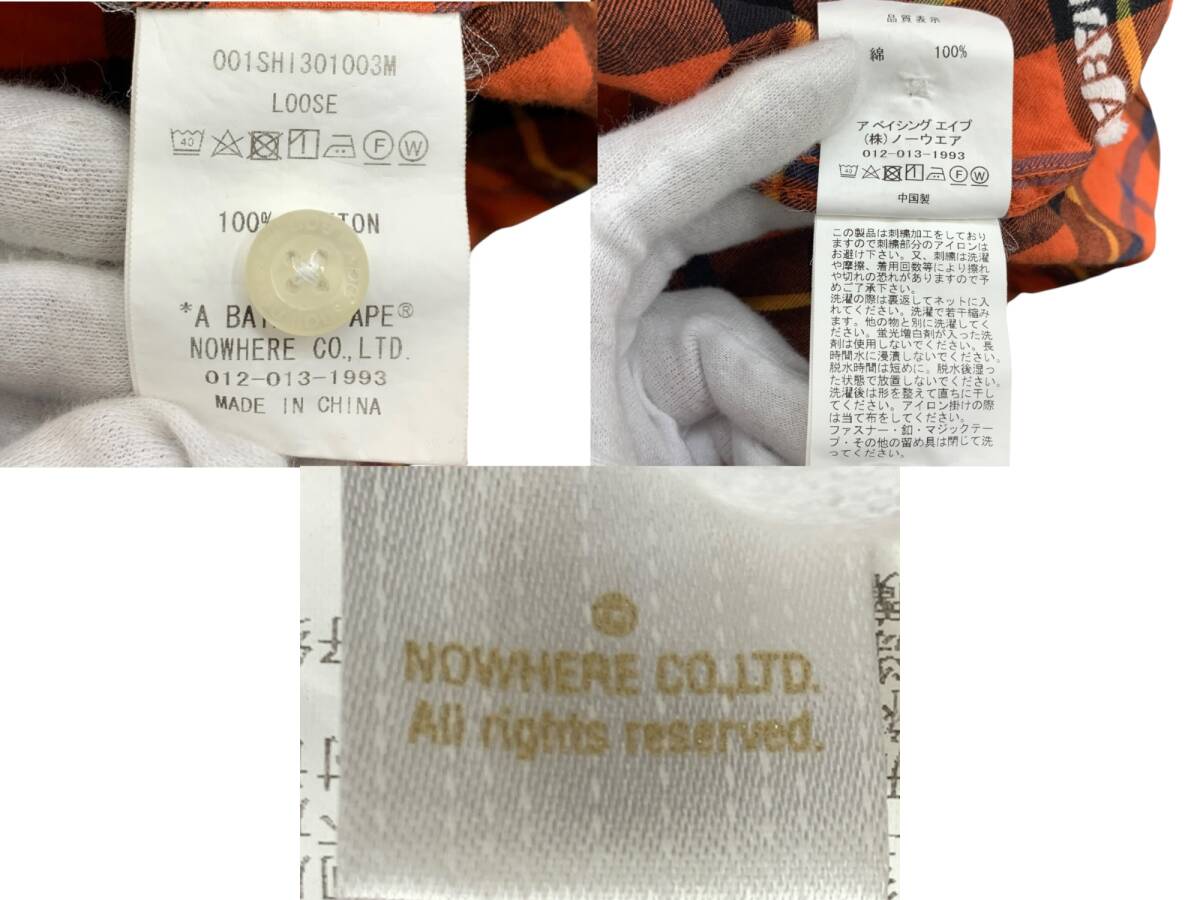 001SHI301003M
LOOSE
40
F W
100% TON
*A BAT APE®
NOWHERE CO.,LTD.
012-013-1993
MADE IN CHINA
品質表示
綿 100%
ア ベイシング エイプ
(株)ノーウエア
012-013-1993
40 F W
中国製
この製品は刺繍加工をしており
ますので刺繍部分のアイロンは
お避け下さい。又、刺繍は洗濯
や摩擦、着用回数等により擦れ
や切れの恐れがありますので予
めご了承下さい。
洗濯の際は裏返してネットに入
れてください。洗濯で若干縮み
ます。他の物と別に洗濯してく
ださい。蛍光増白剤が入った洗
剤は使用しないでください。長
時間水に浸漬しないでください。
脱水時間は短めに。脱水後湿っ
た状態で放置しないでください。
洗濯後は形を整えて直ちに干し
てください。アイロン掛けの際
は当て布をしてください。
ファスナー・釦・マジックテー
プ・その他の留め具は閉じて洗
ってください。
©
NOWHERE CO.,LTD.
All rights reserved.